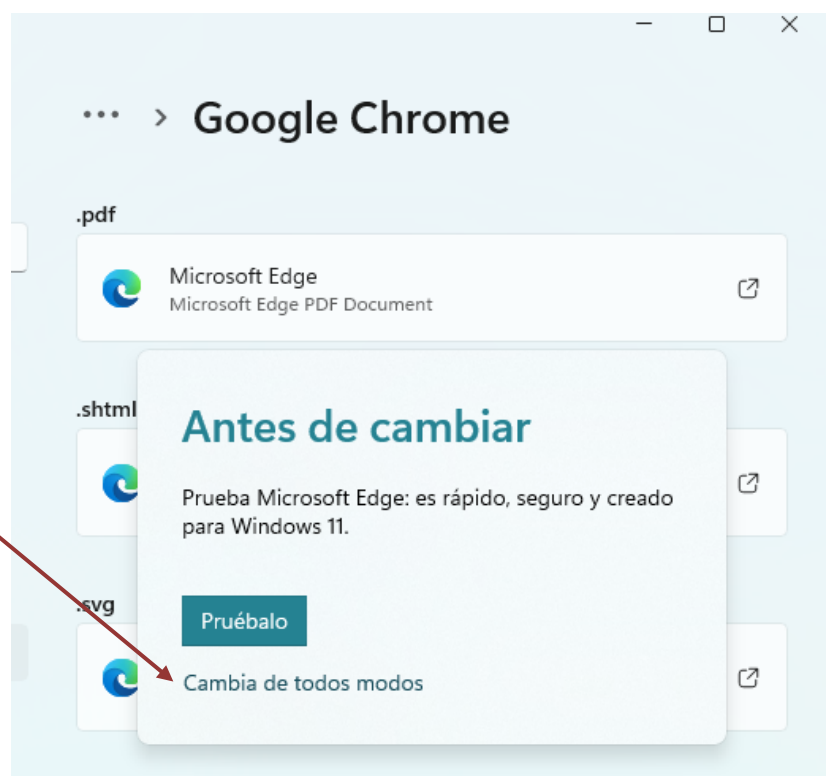 ... > Google Chrome
.pdf
Microsoft Edge
Microsoft Edge PDF Document
.shtml
Antes de cambiar
Prueba Microsoft Edge: es rápido, seguro y creado
para Windows 11.
.svg
Pruébalo
Cambia de todos modos